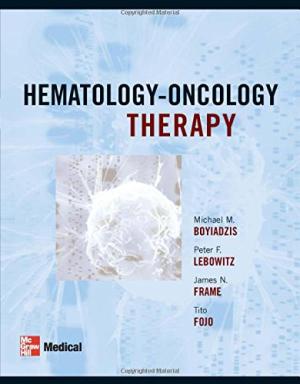 HEMATOLOGY-ONCOLOGY
THERAPY
Michael M.
BOYIADZIS
Peter F.
LEBOWITZ
James N.
FRAME
Tito
FOJO
Mc
Graw
Hill
Medical